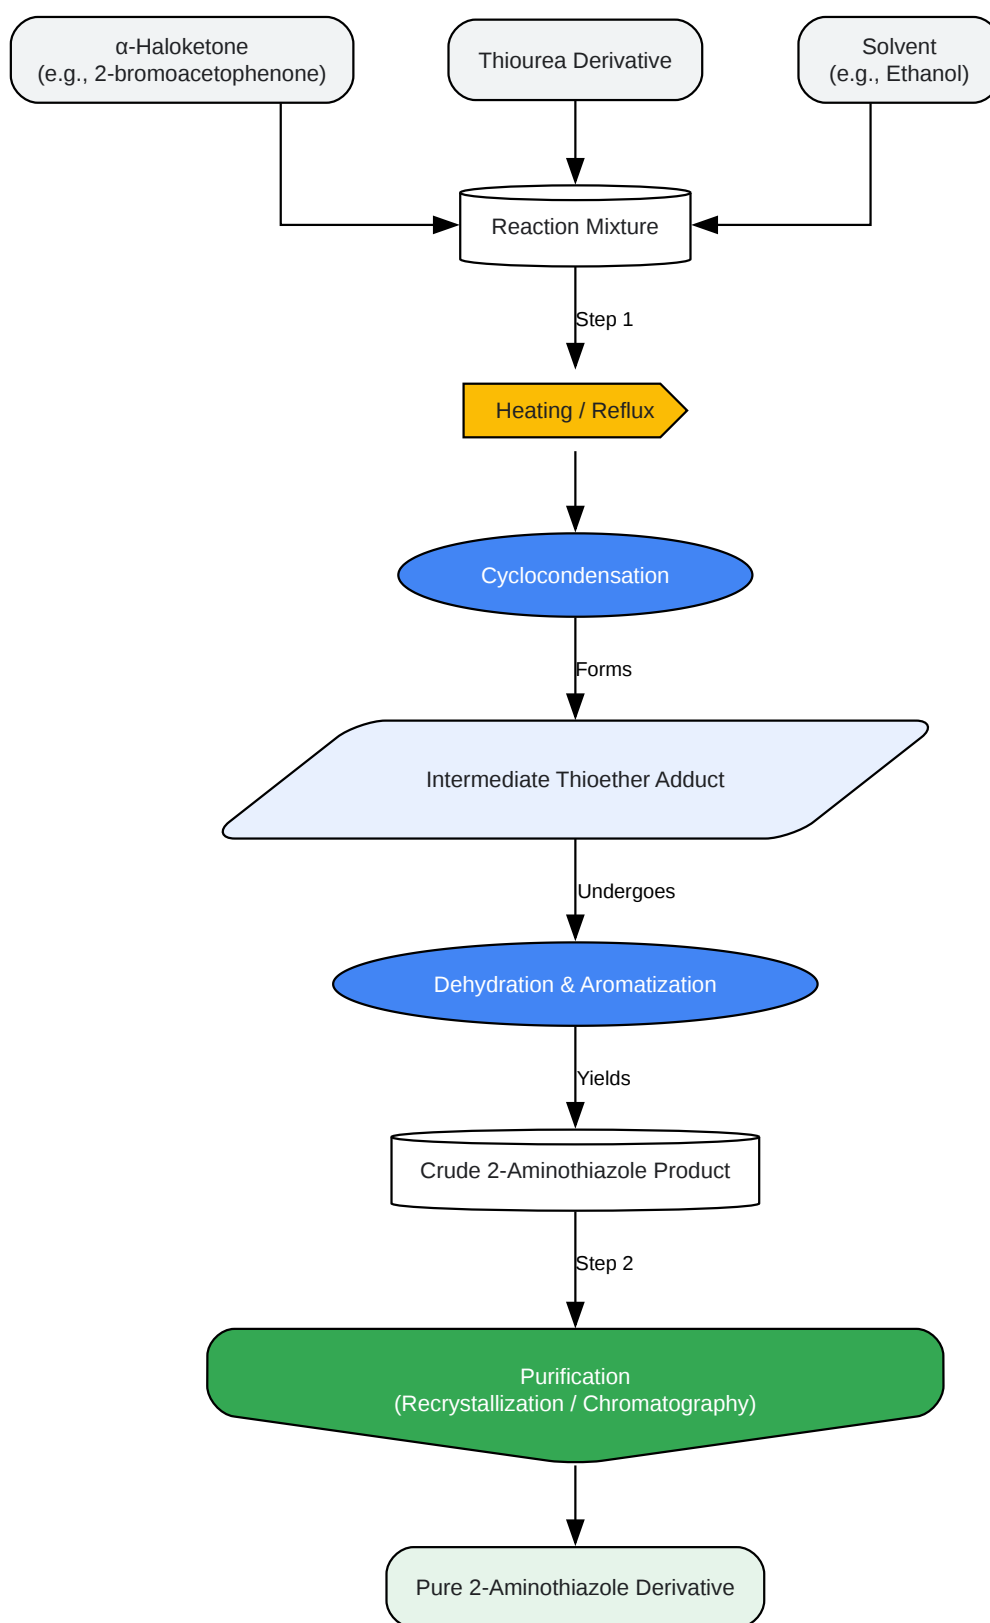 α-Haloketone
(e.g., 2-bromoacetophenone)
Thiourea Derivative
Solvent
(e.g., Ethanol)
Reaction Mixture
Step 1
Heating / Reflux
Cyclocondensation
Forms
Intermediate Thioether Adduct
Undergoes
Dehydration & Aromatization
Yields
Crude 2-Aminothiazole Product
Step 2
Purification
(Recrystallization / Chromatography)
Pure 2-Aminothiazole Derivative